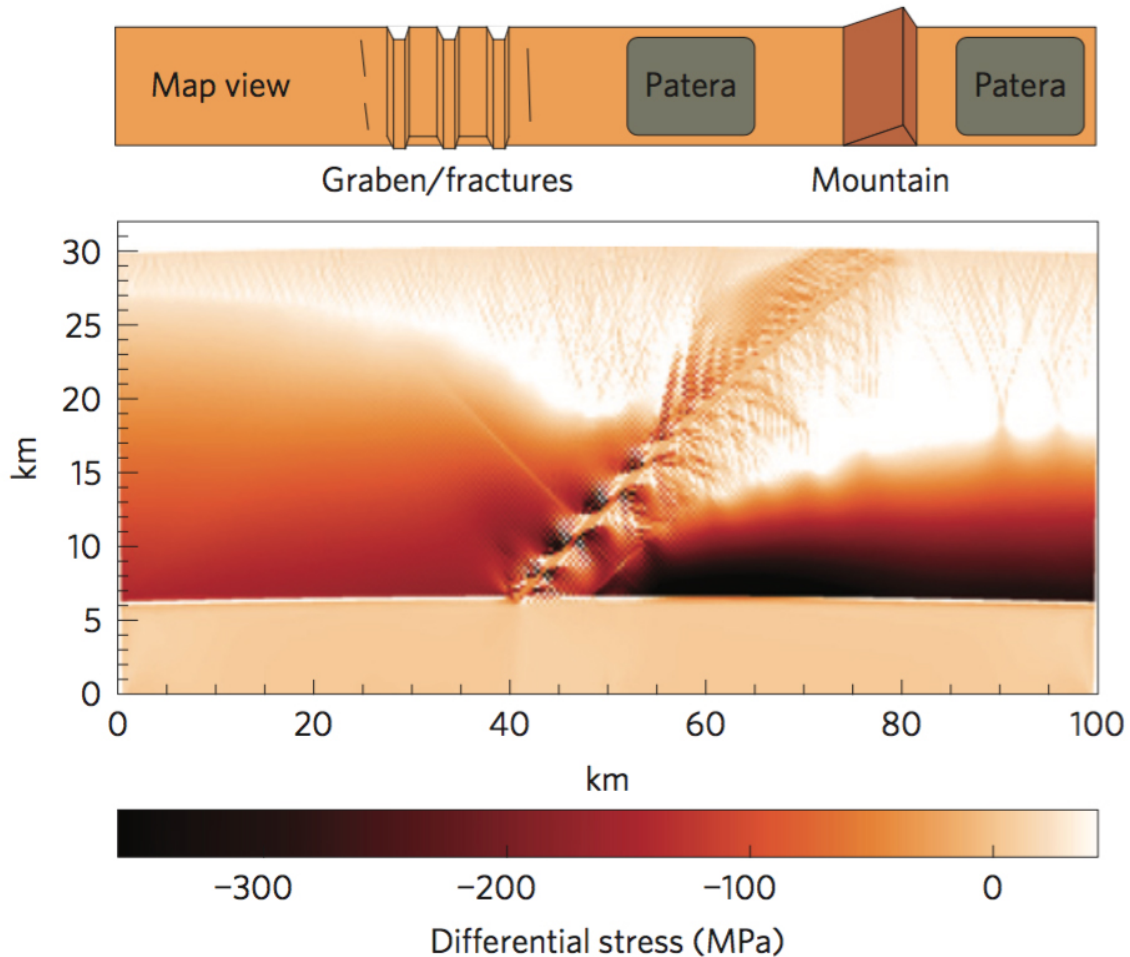 Map view
Patera
Patera
Graben/fractures
Mountain
30
25
20
15
10
5
0
km
0 20 40 60 80 100
km
−300 −200 −100 0
Differential stress (MPa)